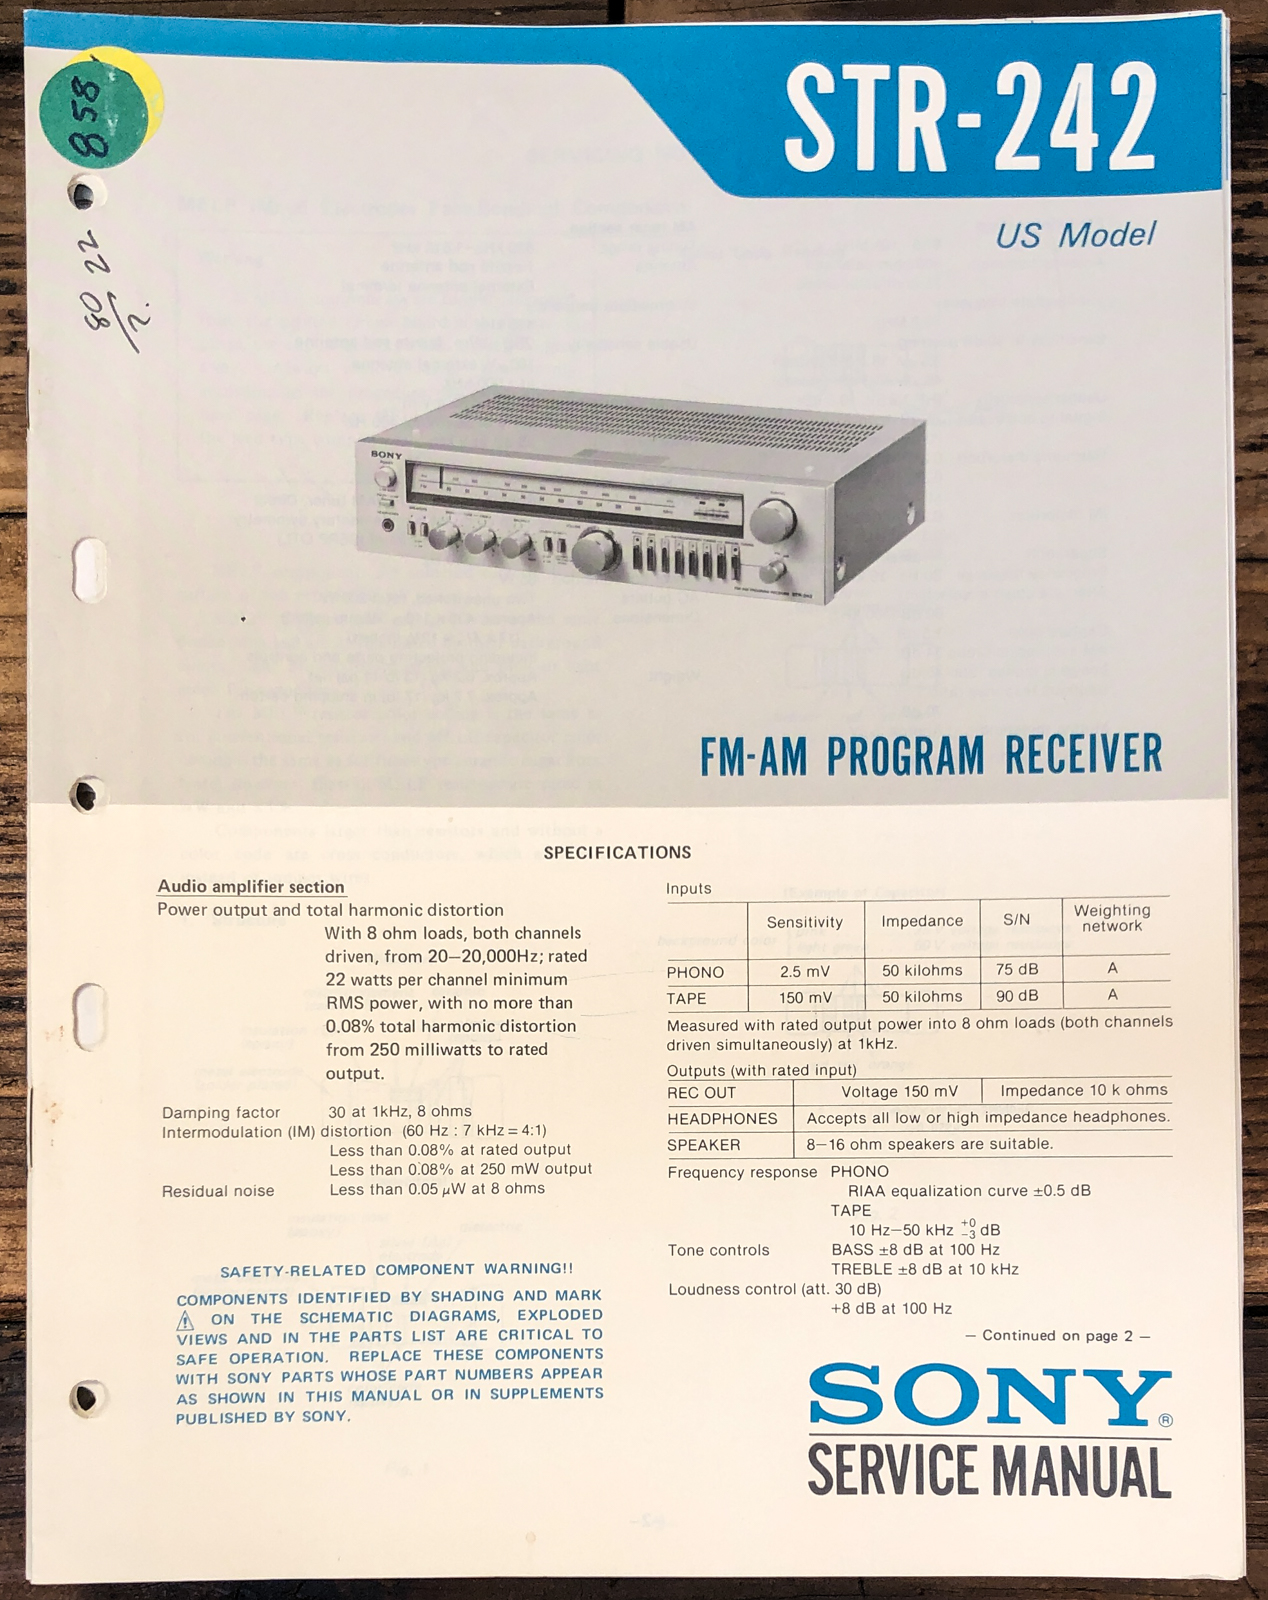 STR-242
858
US Model
80 22
/2.
SONY
FM-AM PROGRAM RECEIVER STR-242
FM-AM PROGRAM RECEIVER
SPECIFICATIONS
Audio amplifier section
Power output and total harmonic distortion
With 8 ohm loads, both channels
driven, from 20–20,000Hz; rated
22 watts per channel minimum
RMS power, with no more than
0.08% total harmonic distortion
from 250 milliwatts to rated
output.
Damping factor 30 at 1kHz, 8 ohms
Intermodulation (IM) distortion (60 Hz : 7 kHz = 4:1)
Less than 0.08% at rated output
Less than 0.08% at 250 mW output
Residual noise Less than 0.05 μW at 8 ohms
SAFETY-RELATED COMPONENT WARNING!!
COMPONENTS IDENTIFIED BY SHADING AND MARK
⚠ ON THE SCHEMATIC DIAGRAMS, EXPLODED
VIEWS AND IN THE PARTS LIST ARE CRITICAL TO
SAFE OPERATION. REPLACE THESE COMPONENTS
WITH SONY PARTS WHOSE PART NUMBERS APPEAR
AS SHOWN IN THIS MANUAL OR IN SUPPLEMENTS
PUBLISHED BY SONY.
Inputs
Sensitivity Impedance S/N Weighting network
PHONO 2.5 mV 50 kilohms 75 dB A
TAPE 150 mV 50 kilohms 90 dB A
Measured with rated output power into 8 ohm loads (both channels
driven simultaneously) at 1kHz.
Outputs (with rated input)
REC OUT Voltage 150 mV Impedance 10 k ohms
HEADPHONES Accepts all low or high impedance headphones.
SPEAKER 8–16 ohm speakers are suitable.
Frequency response PHONO
RIAA equalization curve ±0.5 dB
TAPE
10 Hz–50 kHz +0 −3 dB
Tone controls BASS ±8 dB at 100 Hz
TREBLE ±8 dB at 10 kHz
Loudness control (att. 30 dB)
+8 dB at 100 Hz
– Continued on page 2 –
SONY®
SERVICE MANUAL